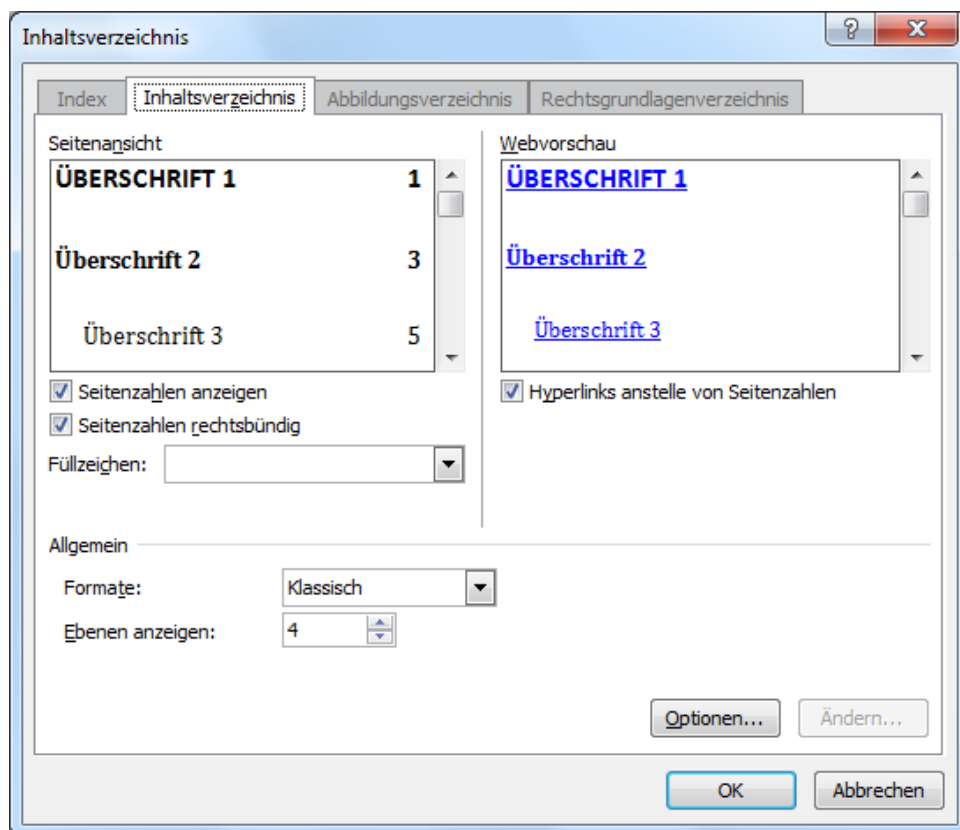 Inhaltsverzeichnis
?
Index Inhaltsverzeichnis Abbildungsverzeichnis Rechtsgrundlagenverzeichnis
Seitenansicht
ÜBERSCHRIFT 1 1
Überschrift 2 3
Überschrift 3 5
Seitenzahlen anzeigen
Seitenzahlen rechtsbündig
Füllzeichen:
Webvorschau
ÜBERSCHRIFT 1
Überschrift 2
Überschrift 3
Hyperlinks anstelle von Seitenzahlen
Allgemein
Formate: Klassisch
Ebenen anzeigen: 4
Optionen... Ändern...
OK Abbrechen